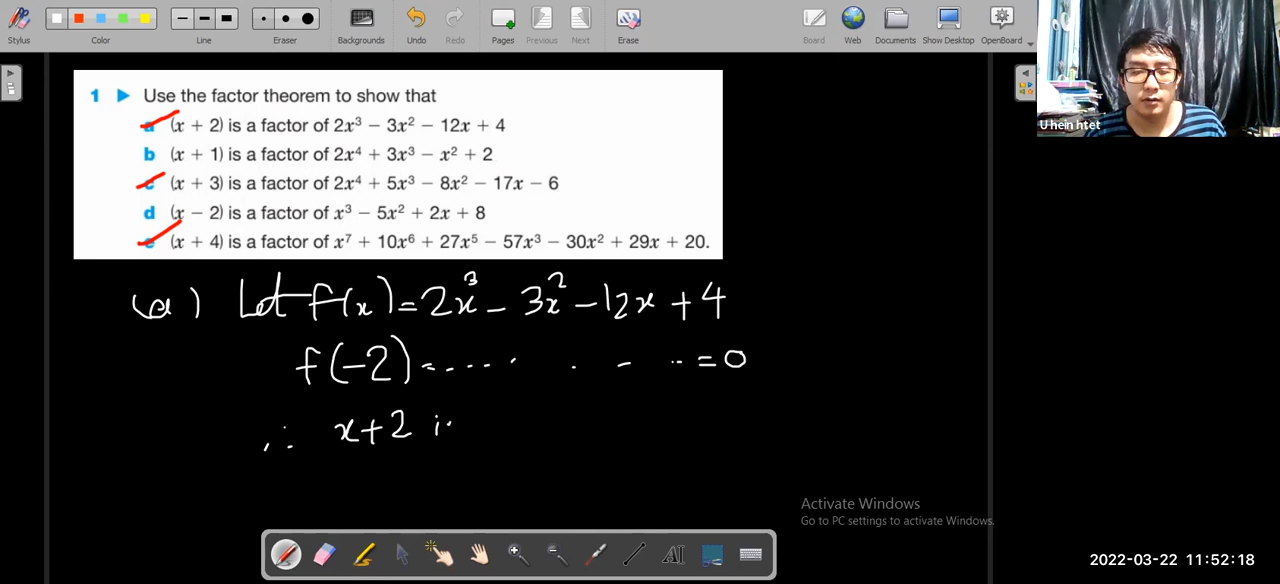 Stylus
Color
Line
Eraser
Backgrounds
Undo
Redo
Pages
Previous
Next
Erase
Board
Web
Documents
Show Desktop
OpenBoard
U hein htet
1 ▶ Use the factor theorem to show that
a (x + 2) is a factor of 2x³ − 3x² − 12x + 4
b (x + 1) is a factor of 2x⁴ + 3x³ − x² + 2
c (x + 3) is a factor of 2x⁴ + 5x³ − 8x² − 17x − 6
d (x − 2) is a factor of x³ − 5x² + 2x + 8
e (x + 4) is a factor of x⁷ + 10x⁶ + 27x⁵ − 57x³ − 30x² + 29x + 20.
(a) Let f(x) = 2x³ − 3x² − 12x + 4
f(−2) = .... . . − .. = 0
∴ x+2 i.
Activate Windows
Go to PC settings to activate Windows.
AI
2022-03-22 11:52:18